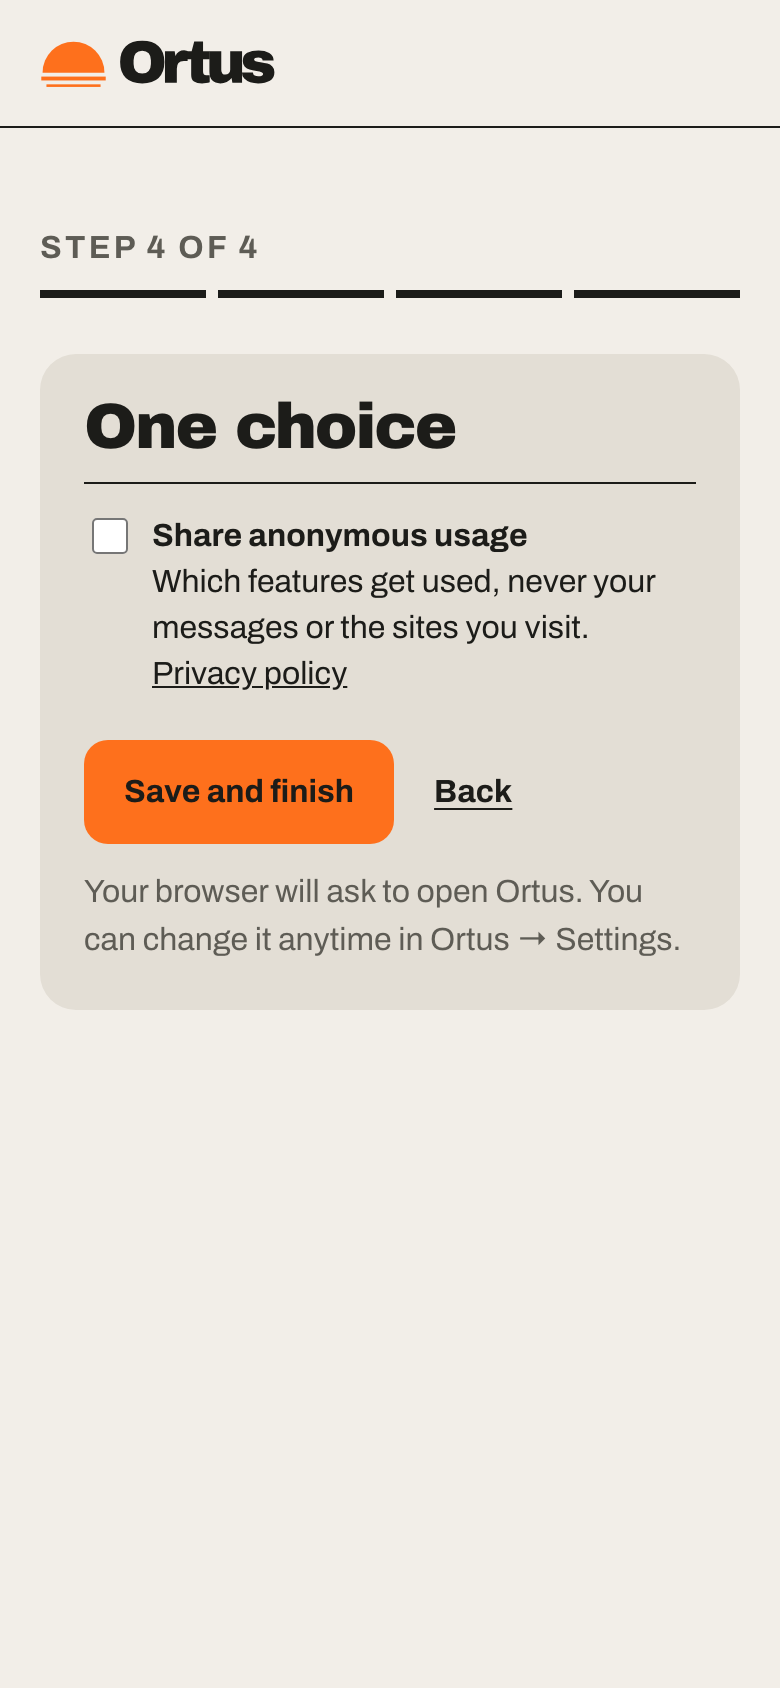 Ortus
STEP 4 OF 4
One choice
Share anonymous usage
Which features get used, never your
messages or the sites you visit.
Privacy policy
Save and finish
Back
Your browser will ask to open Ortus. You
can change it anytime in Ortus → Settings.